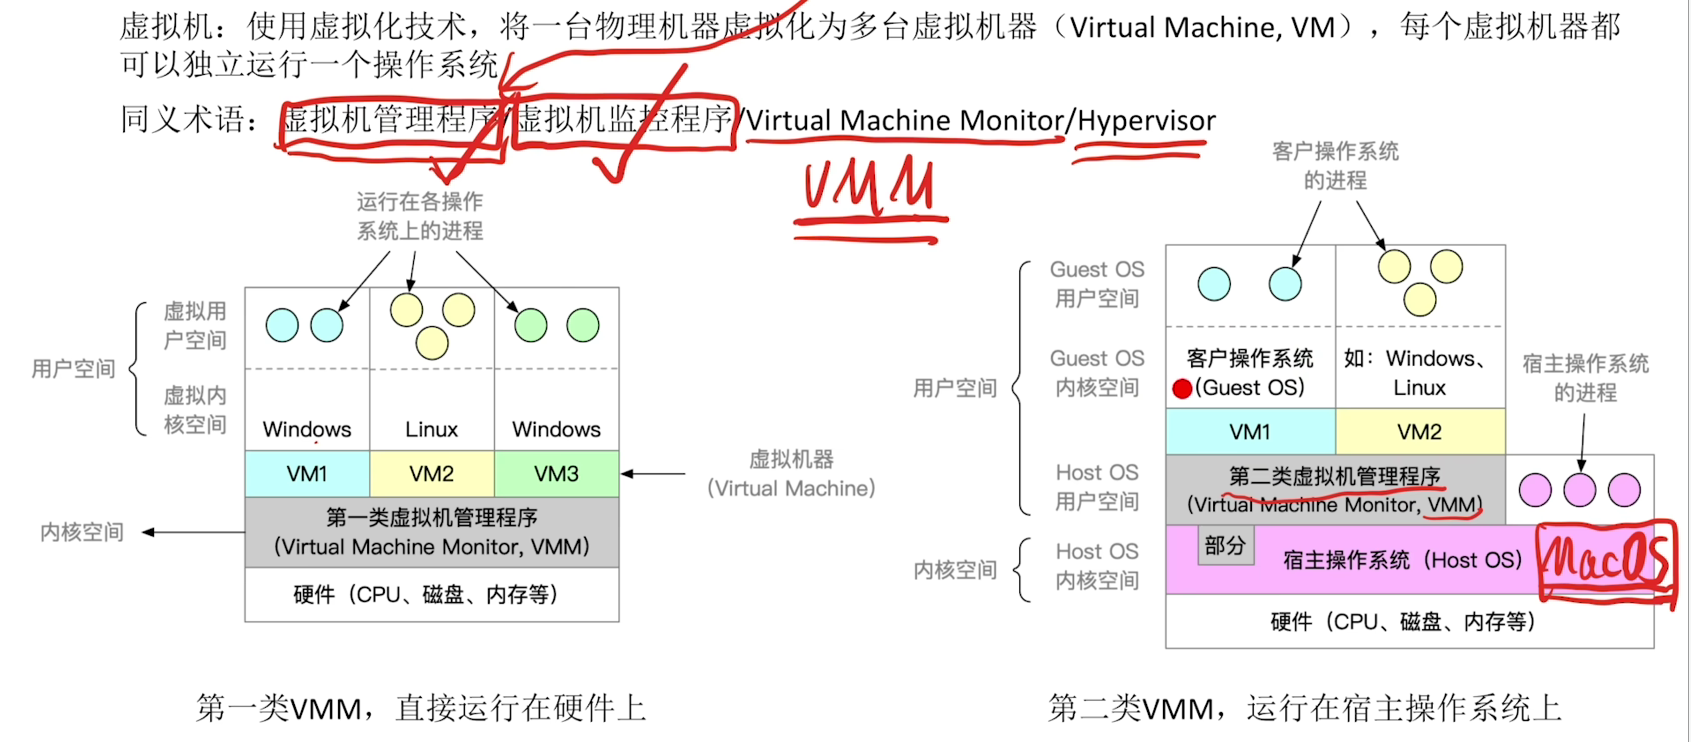 虚拟机：使用虚拟化技术，将一台物理机器虚拟化为多台虚拟机器（Virtual Machine, VM），每个虚拟机器都
可以独立运行一个操作系统
同义术语：虚拟机管理程序/虚拟机监控程序/Virtual Machine Monitor/Hypervisor
VMM
运行在各操作
系统上的进程
用户空间
虚拟用
户空间
虚拟内
核空间
Windows
Linux
Windows
VM1
VM2
VM3
虚拟机器
（Virtual Machine）
内核空间
第一类虚拟机管理程序
(Virtual Machine Monitor, VMM)
硬件（CPU、磁盘、内存等）
第一类VMM，直接运行在硬件上
客户操作系统
的进程
用户空间
Guest OS
用户空间
Guest OS
内核空间
客户操作系统
(Guest OS)
如：Windows、
Linux
宿主操作系统
的进程
VM1
VM2
Host OS
用户空间
第二类虚拟机管理程序
(Virtual Machine Monitor, VMM)
内核空间
Host OS
内核空间
部分
宿主操作系统（Host OS）
MacOS
硬件（CPU、磁盘、内存等）
第二类VMM，运行在宿主操作系统上